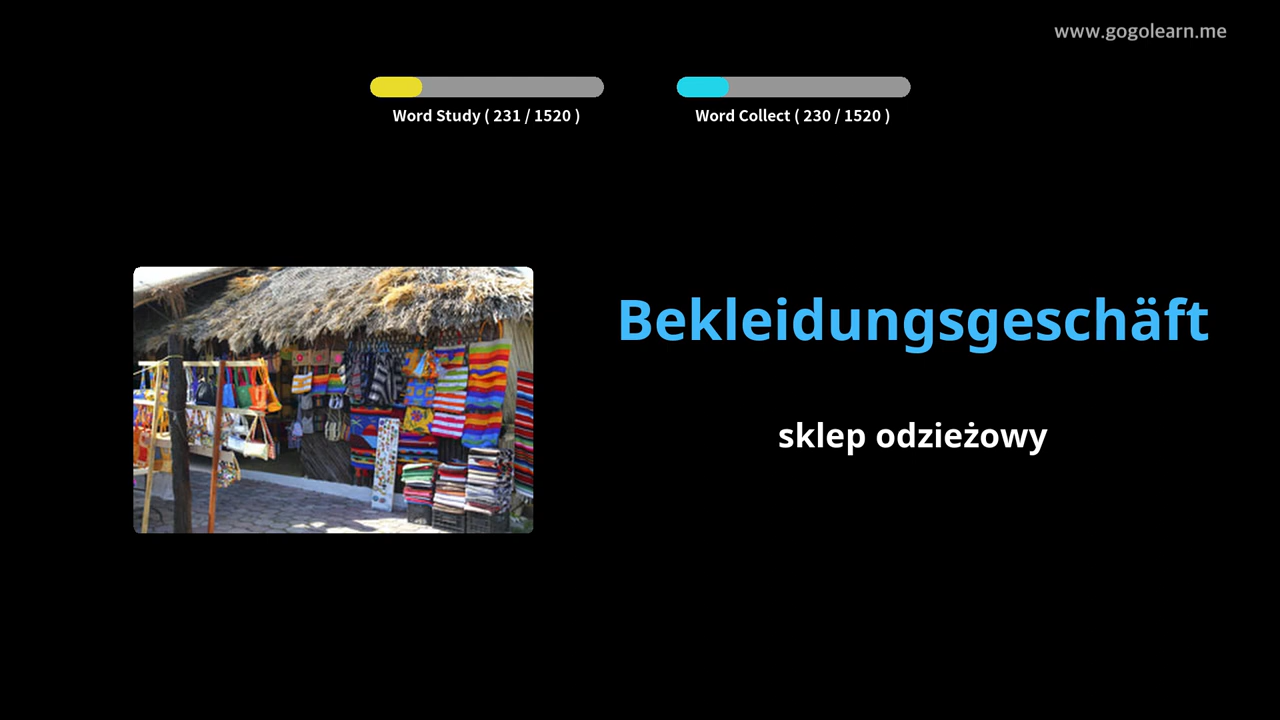 www.gogolearn.me
Word Study ( 231 / 1520 )
Word Collect ( 230 / 1520 )
Bekleidungsgeschäft
sklep odzieżowy